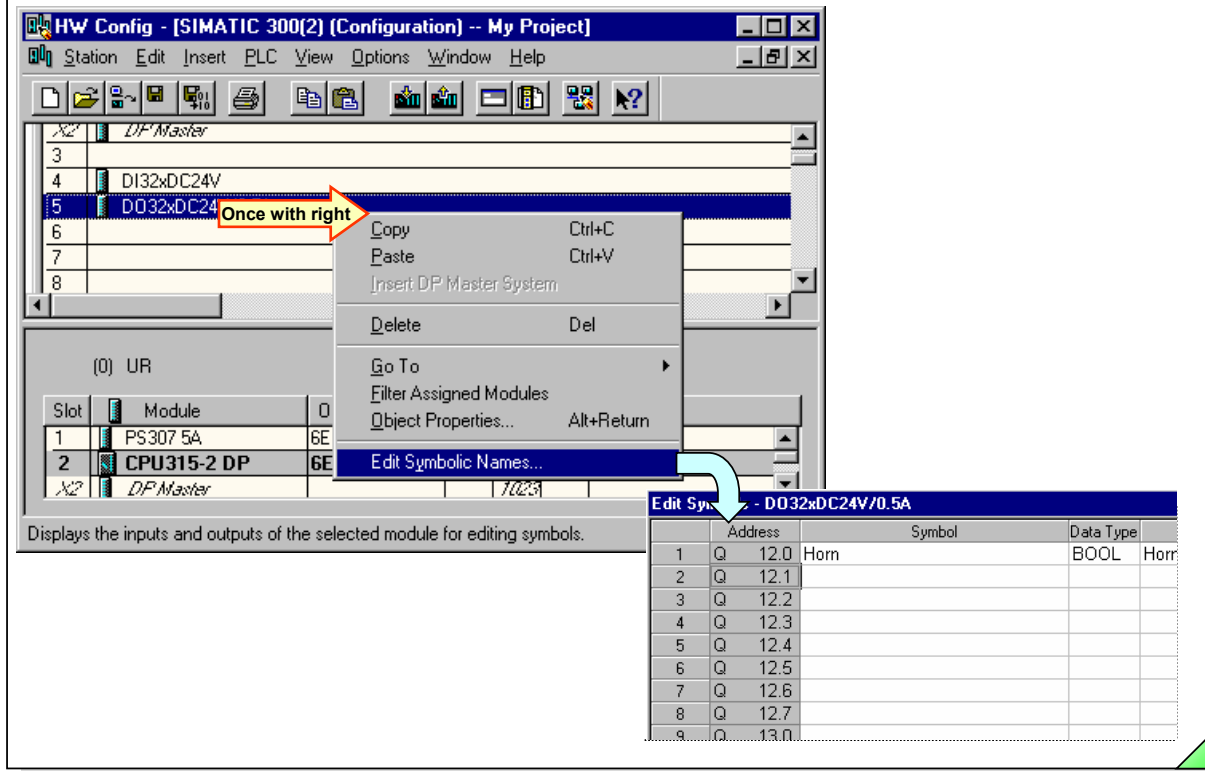 HW Config - [SIMATIC 300(2) (Configuration) -- My Project]
Station Edit Insert PLC View Options Window Help
X2 DP Master
3
4 DI32xDC24V
5 DO32xDC24
Once with right
6
7
8
Copy Ctrl+C
Paste Ctrl+V
Insert DP Master System
Delete Del
Go To
Filter Assigned Modules
Object Properties... Alt+Return
Edit Symbolic Names...
(0) UR
Slot Module O
1 PS307 5A 6E
2 CPU315-2 DP 6E
X2 DP Master 1023
Displays the inputs and outputs of the selected module for editing symbols.
Edit Sy - DO32xDC24V/0.5A
Address Symbol Data Type
1 Q 12.0 Horn BOOL Horn
2 Q 12.1
3 Q 12.2
4 Q 12.3
5 Q 12.4
6 Q 12.5
7 Q 12.6
8 Q 12.7
9 Q 13.0